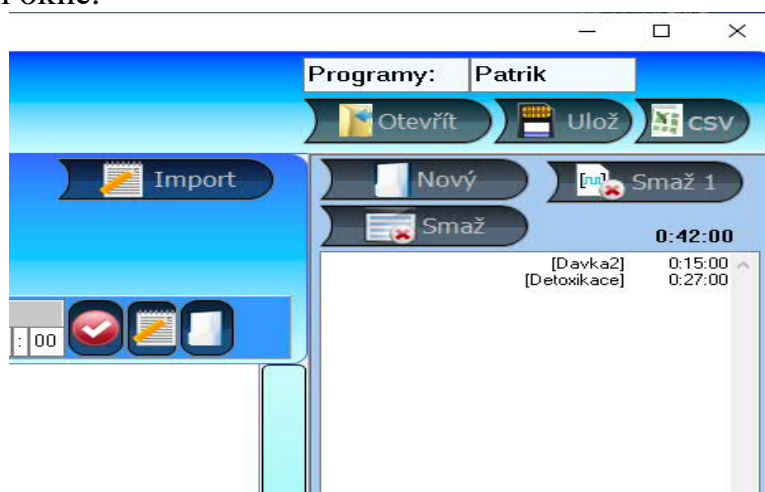 Programy: Patrik
Otevřít Ulož CSV
Import Nový Smaž 1
Smaž 0:42:00
[Davka2] 0:15:00
[Detoxikace] 0:27:00
: 00